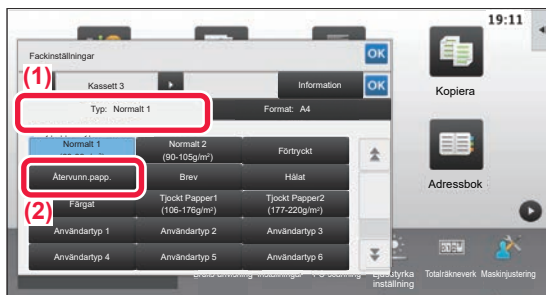 19:11
Fackinställningar
OK
(1)
Kassett 3
Information
OK
Typ: Normalt 1
Format: A4
Kopiera
Normalt 1
Normalt 2
(90-105g/m²)
Förtryckt
Återvunn.papp.
Brev
Hålat
Adressbok
(2)
Färgat
Tjockt Papper1
(106-176g/m²)
Tjockt Papper2
(177-220g/m²)
Användartyp 1
Användartyp 2
Användartyp 3
Användartyp 4
Användartyp 5
Användartyp 6
Ljusstyrka
inställning
Totalräkneverk
Maskinjustering